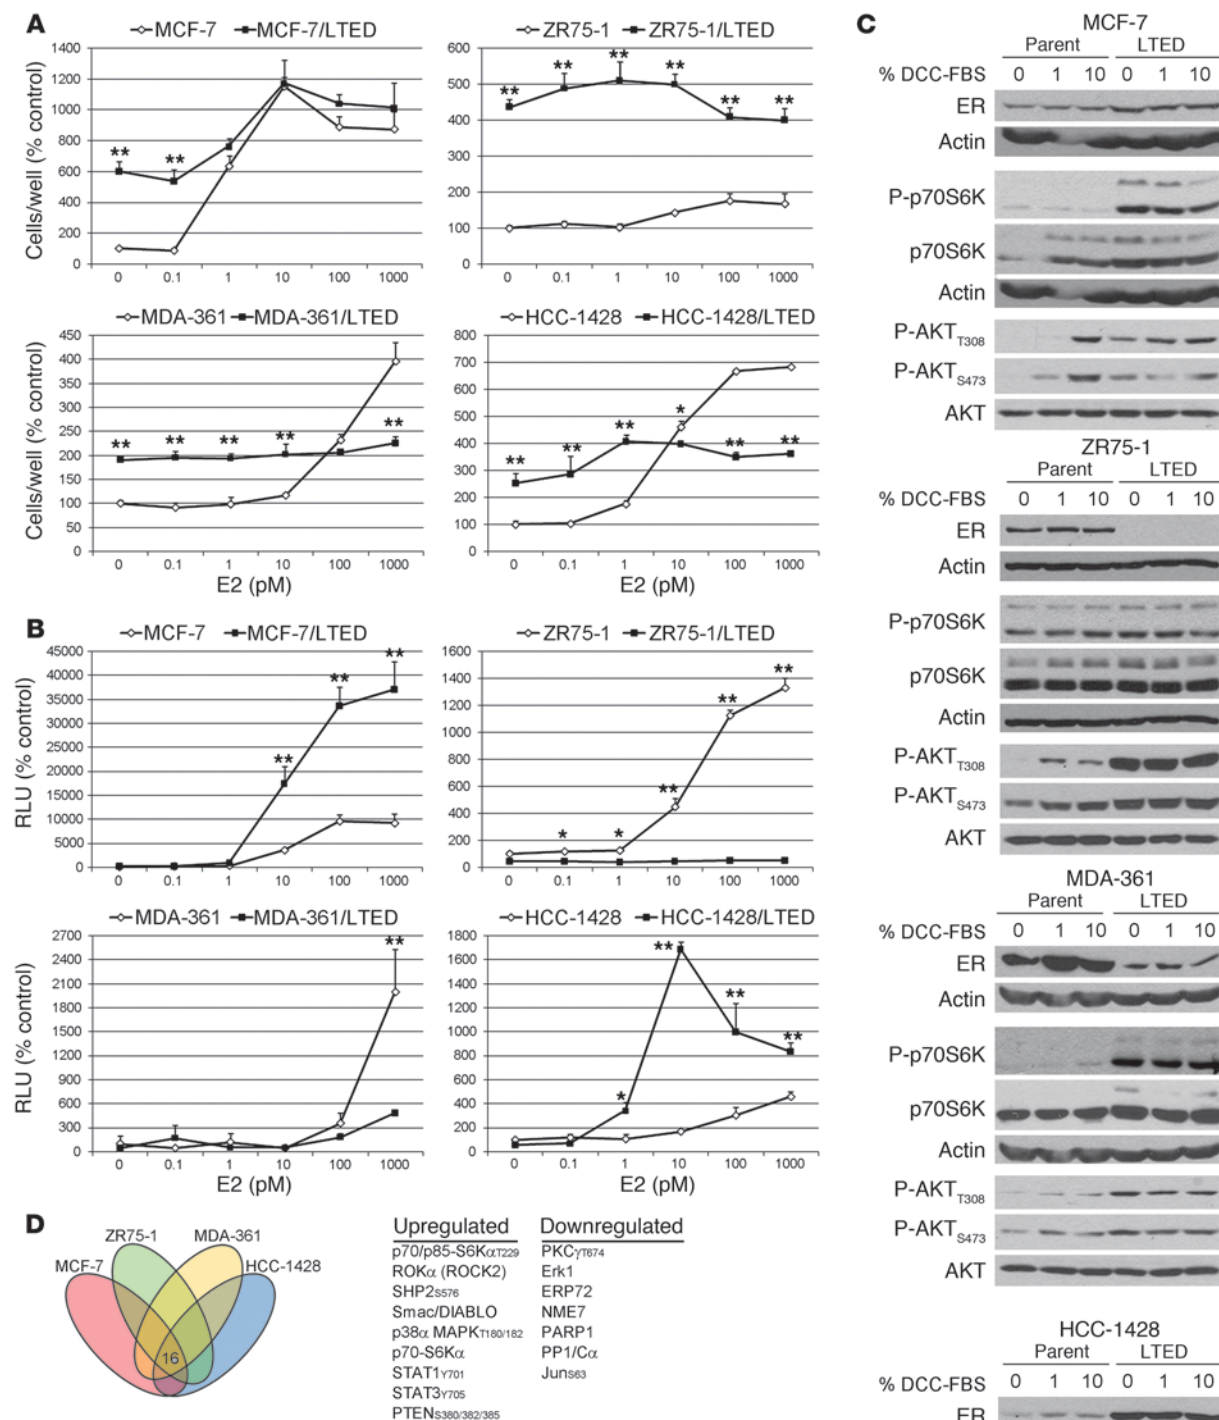 A
MCF-7 MCF-7/LTED
Cells/well (% control)
1400
1200
1000
800
600
400
200
0
** **
0 0.1 1 10 100 1000
ZR75-1 ZR75-1/LTED
600
500
400
300
200
100
0
** ** ** ** ** **
0 0.1 1 10 100 1000
MDA-361 MDA-361/LTED
Cells/well (% control)
450
400
350
300
250
200
150
100
50
0
** ** ** ** **
0 0.1 1 10 100 1000
E2 (pM)
HCC-1428 HCC-1428/LTED
800
700
600
500
400
300
200
100
0
** ** ** * ** **
0 0.1 1 10 100 1000
E2 (pM)
B
MCF-7 MCF-7/LTED
RLU (% control)
45000
40000
35000
30000
25000
20000
15000
10000
5000
0
** ** **
0 0.1 1 10 100 1000
ZR75-1 ZR75-1/LTED
1600
1400
1200
1000
800
600
400
200
0
* * ** ** **
0 0.1 1 10 100 1000
MDA-361 MDA-361/LTED
RLU (% control)
2700
2400
2100
1800
1500
1200
900
600
300
0
**
0 0.1 1 10 100 1000
E2 (pM)
HCC-1428 HCC-1428/LTED
1800
1600
1400
1200
1000
800
600
400
200
0
* ** ** **
0 0.1 1 10 100 1000
E2 (pM)
C
MCF-7
Parent LTED
% DCC-FBS 0 1 10 0 1 10
ER
Actin
P-p70S6K
p70S6K
Actin
P-AKT T308
P-AKT S473
AKT
ZR75-1
Parent LTED
% DCC-FBS 0 1 10 0 1 10
ER
Actin
P-p70S6K
p70S6K
Actin
P-AKT T308
P-AKT S473
AKT
MDA-361
Parent LTED
% DCC-FBS 0 1 10 0 1 10
ER
Actin
P-p70S6K
p70S6K
Actin
P-AKT T308
P-AKT S473
AKT
HCC-1428
Parent LTED
% DCC-FBS 0 1 10 0 1 10
ER
D
ZR75-1 MDA-361
MCF-7 HCC-1428
16
Upregulated
p70/p85-S6KαT229
ROKα (ROCK2)
SHP2S576
Smac/DIABLO
p38α MAPKT180/182
p70-S6Kα
STAT1Y701
STAT3Y705
PTENS380/382/385
Downregulated
PKCγT674
Erk1
ERP72
NME7
PARP1
PP1/Cα
JunS63